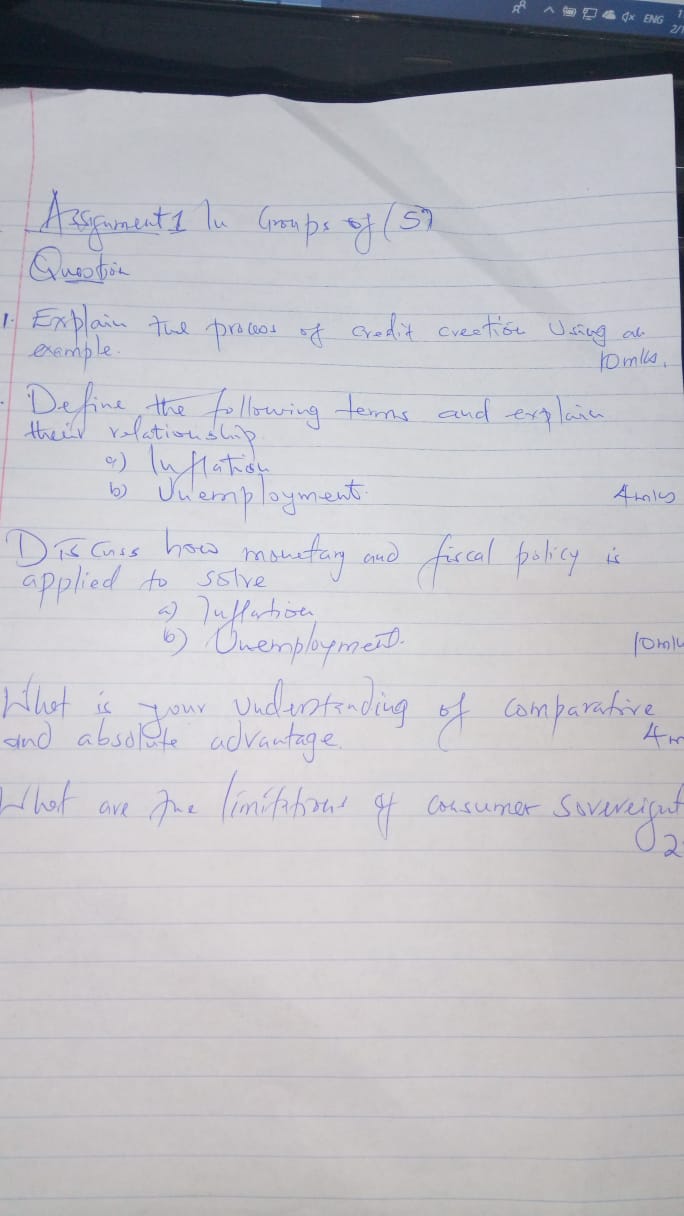 ENG
Assignment 1 In Groups of (5)
Question
1. Explain the process of credit creation Using an
example. 10mks.
Define the following terms and explain
their relationship
a) Inflation
b) Unemployment 4mks
Discuss how monetary and fiscal policy is
applied to solve
a) Inflation
b) Unemployment. 10mk
What is your understanding of comparative
and absolute advantage. 4m
What are the limitations of consumer Sovereignt
2